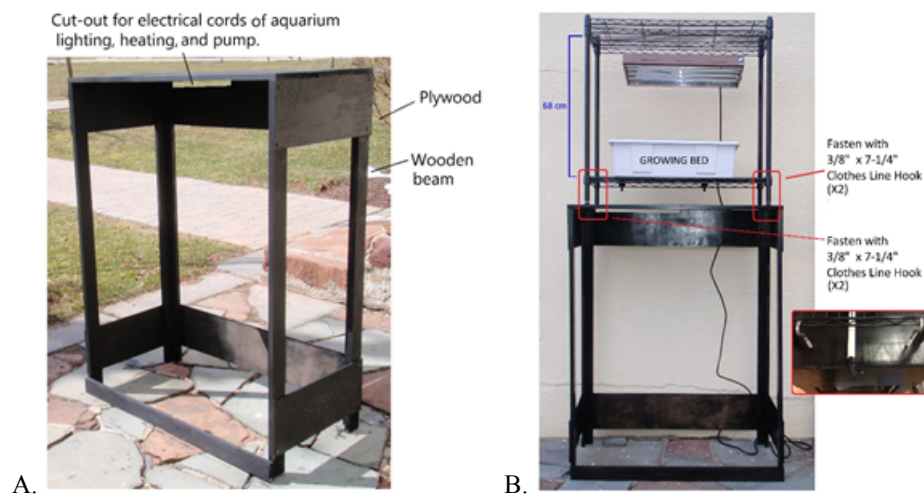 Cut-out for electrical cords of aquarium
lighting, heating, and pump.
Plywood
Wooden
beam
A.
68 cm
GROWING BED
Fasten with
3/8" x 7-1/4"
Clothes Line Hook
(X2)
Fasten with
3/8" x 7-1/4"
Clothes Line Hook
(X2)
B.